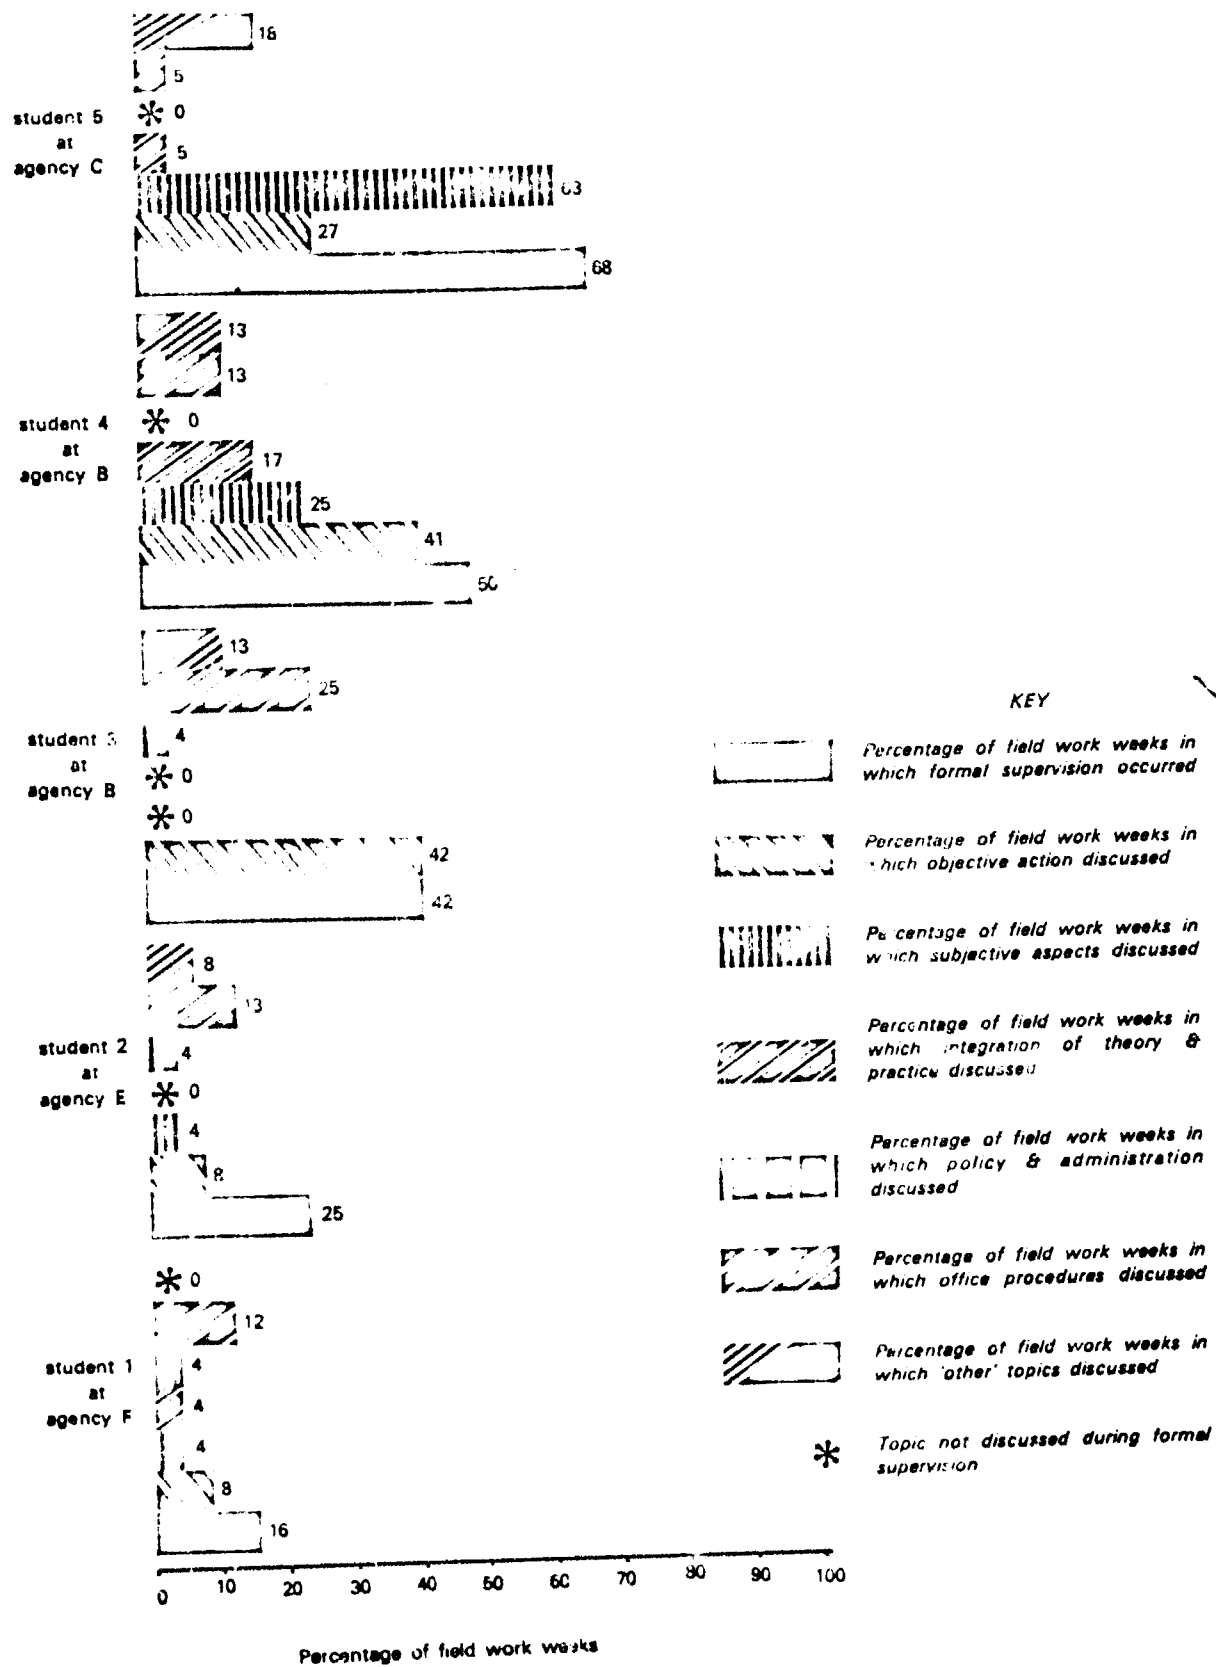 18
5
0
5
63
27
68
student 5
at
agency C
13
13
0
17
25
41
50
student 4
at
agency B
13
25
4
0
0
42
42
student 3
at
agency B
8
13
4
0
4
8
25
student 2
at
agency E
0
12
4
4
4
8
16
student 1
at
agency F
0 10 20 30 40 50 60 70 80 90 100
Percentage of field work weeks
KEY
Percentage of field work weeks in
which formal supervision occurred
Percentage of field work weeks in
which objective action discussed
Percentage of field work weeks in
which subjective aspects discussed
Percentage of field work weeks in
which integration of theory &
practice discussed
Percentage of field work weeks in
which policy & administration
discussed
Percentage of field work weeks in
which office procedures discussed
Percentage of field work weeks in
which 'other' topics discussed
Topic not discussed during formal
supervision